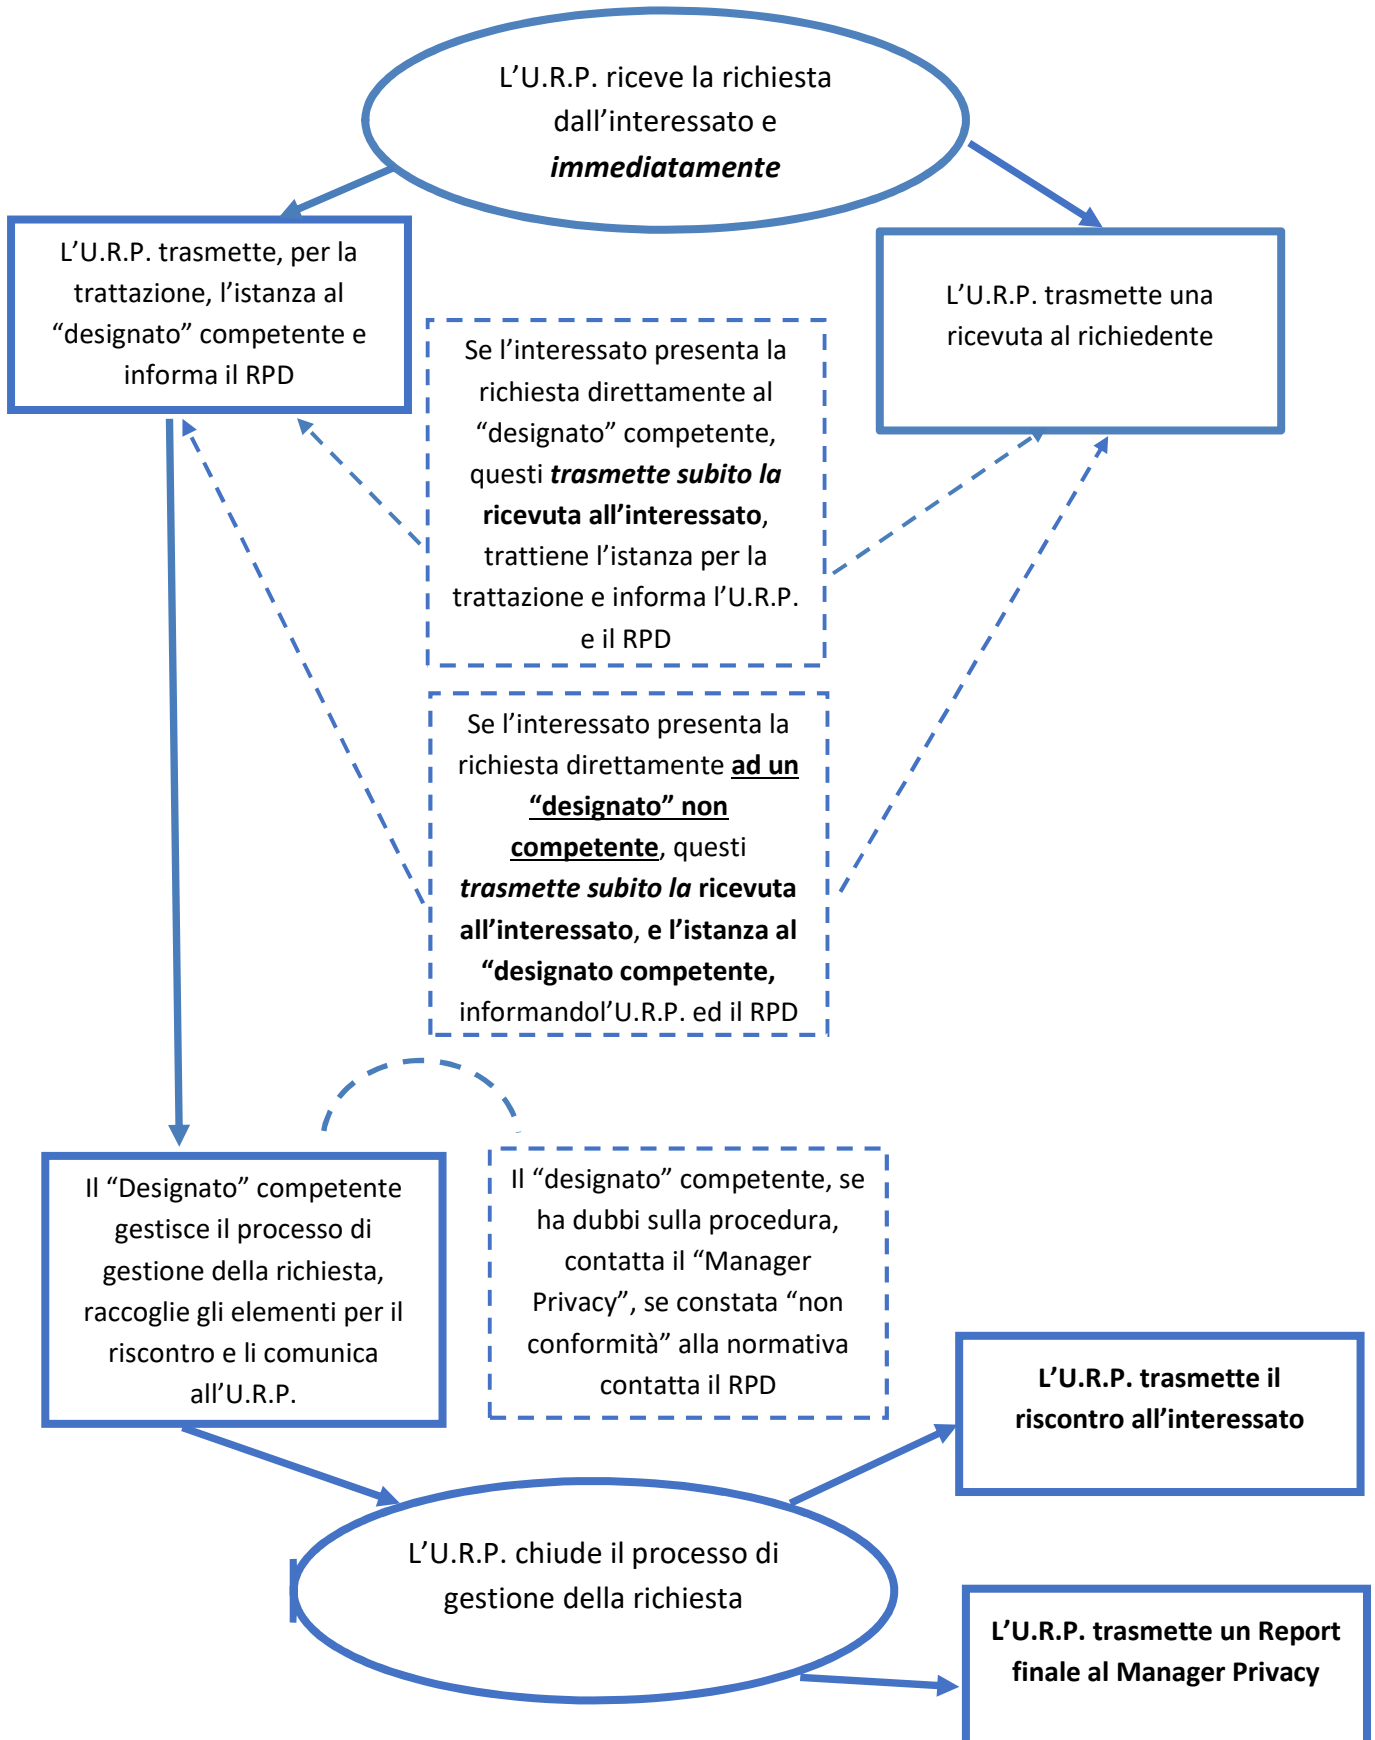 L’U.R.P. riceve la richiesta
dall’interessato e
immediatamente
L’U.R.P. trasmette, per la
trattazione, l’istanza al
“designato” competente e
informa il RPD
L’U.R.P. trasmette una
ricevuta al richiedente
Se l’interessato presenta la
richiesta direttamente al
“designato” competente,
questi trasmette subito la
ricevuta all’interessato,
trattiene l’istanza per la
trattazione e informa l’U.R.P.
e il RPD
Se l’interessato presenta la
richiesta direttamente ad un
“designato” non
competente, questi
trasmette subito la ricevuta
all’interessato, e l’istanza al
“designato competente,
informandol’U.R.P. ed il RPD
Il “Designato” competente
gestisce il processo di
gestione della richiesta,
raccoglie gli elementi per il
riscontro e li comunica
all’U.R.P.
Il “designato” competente, se
ha dubbi sulla procedura,
contatta il “Manager
Privacy”, se constata “non
conformità” alla normativa
contatta il RPD
L’U.R.P. trasmette il
riscontro all’interessato
L’U.R.P. chiude il processo di
gestione della richiesta
L’U.R.P. trasmette un Report
finale al Manager Privacy